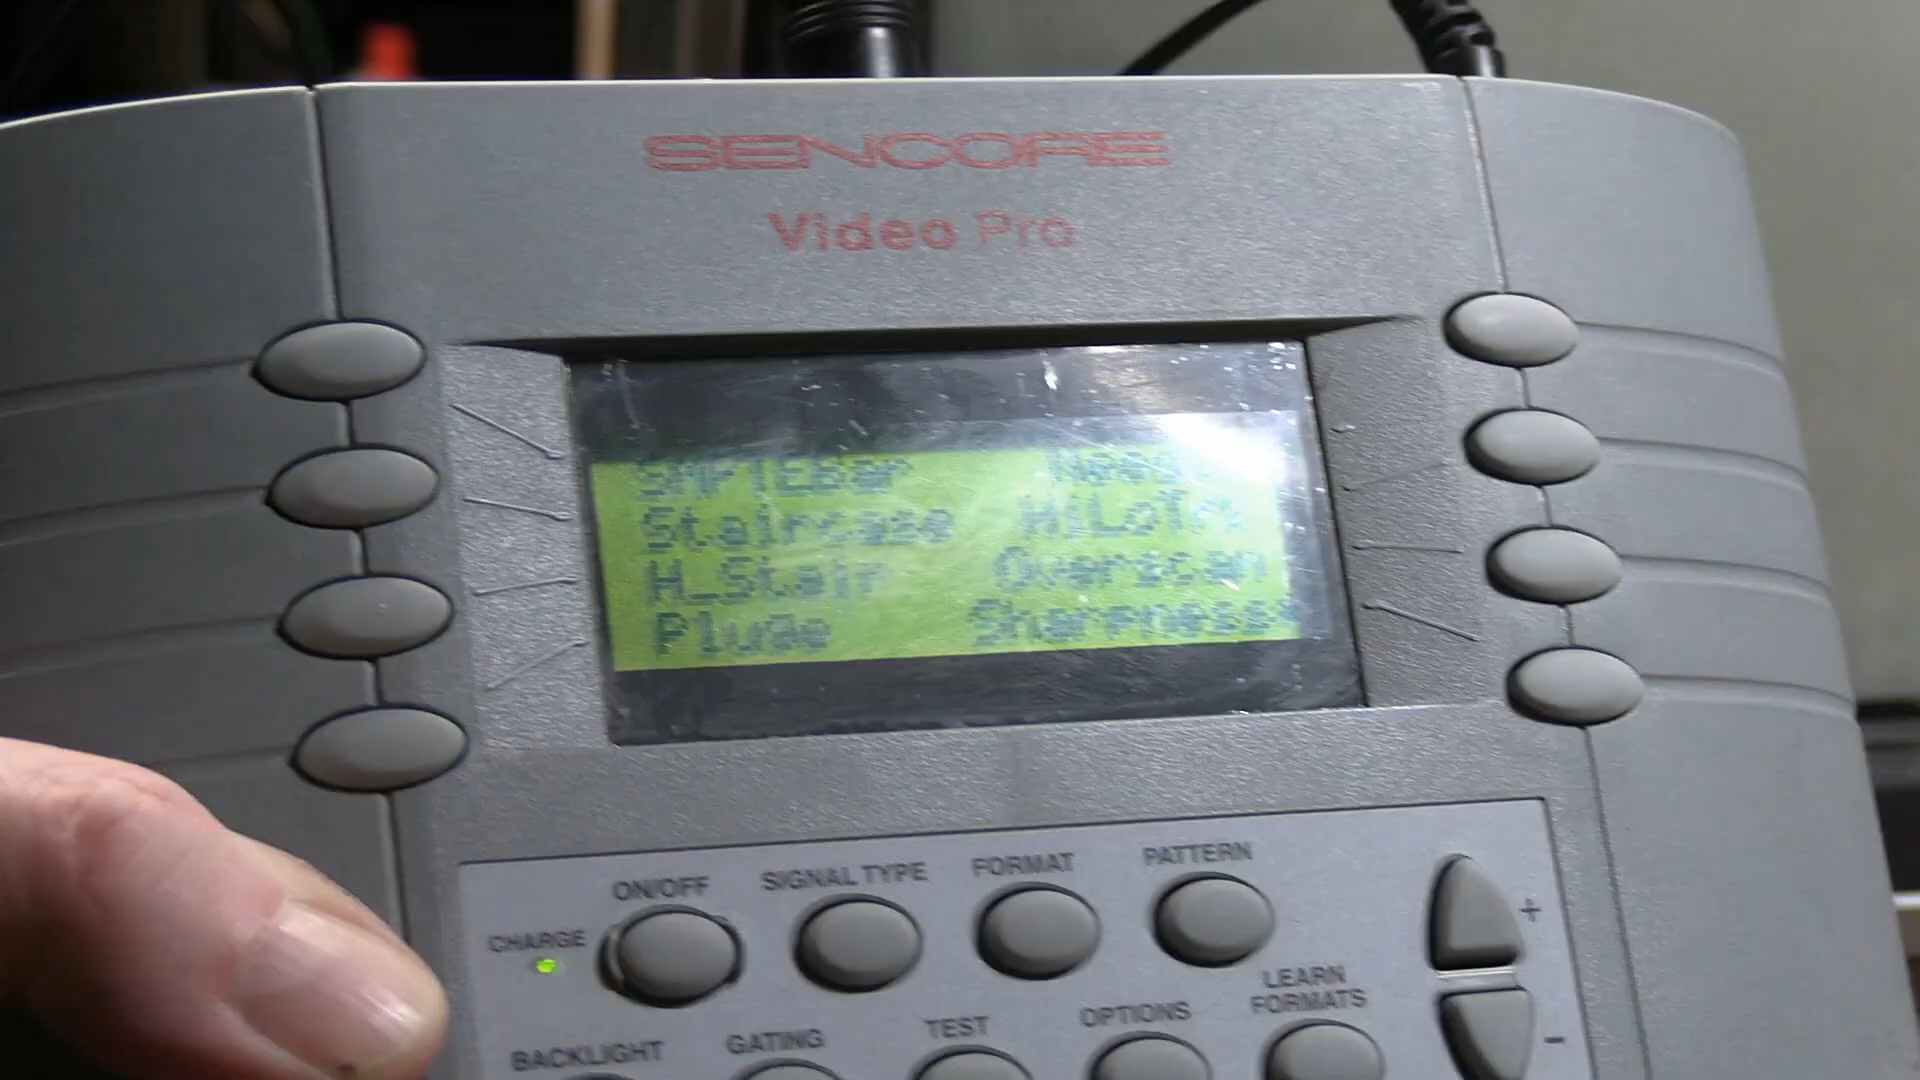 SENCORE
Video Pro
SMPTEbar
Staircase HiLoTrk
H_Stair Overscan
Pluge Sharpness
ON/OFF SIGNAL TYPE FORMAT PATTERN
CHARGE +
BACKLIGHT GATING TEST OPTIONS LEARN FORMATS -